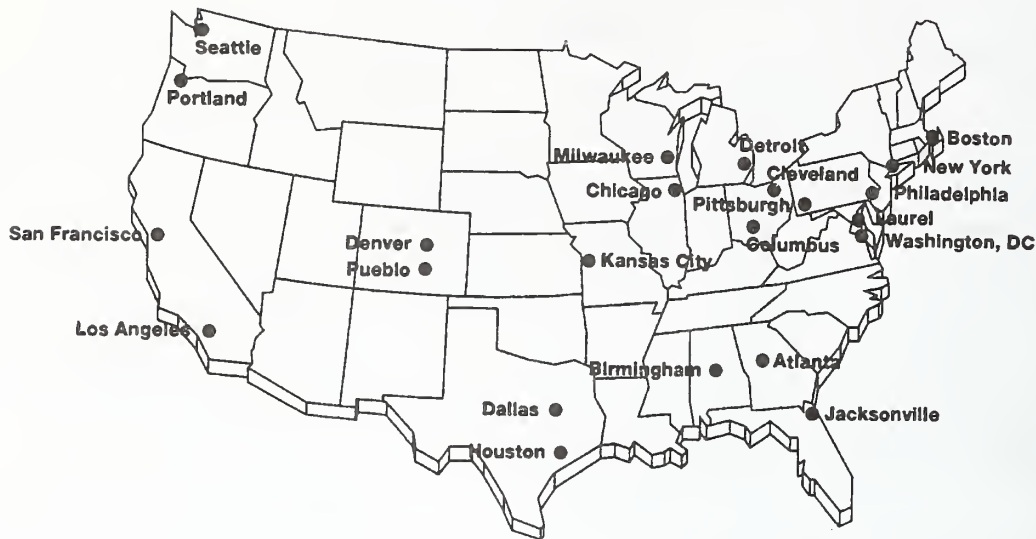 Seattle
Portland
Boston
Detroit
Milwaukee
New York
Cleveland
Chicago
Pittsburgh
Philadelphia
Laurel
San Francisco
Denver
Columbus
Washington, DC
Pueblo
Kansas City
Los Angeles
Birmingham
Atlanta
Dallas
Jacksonville
Houston